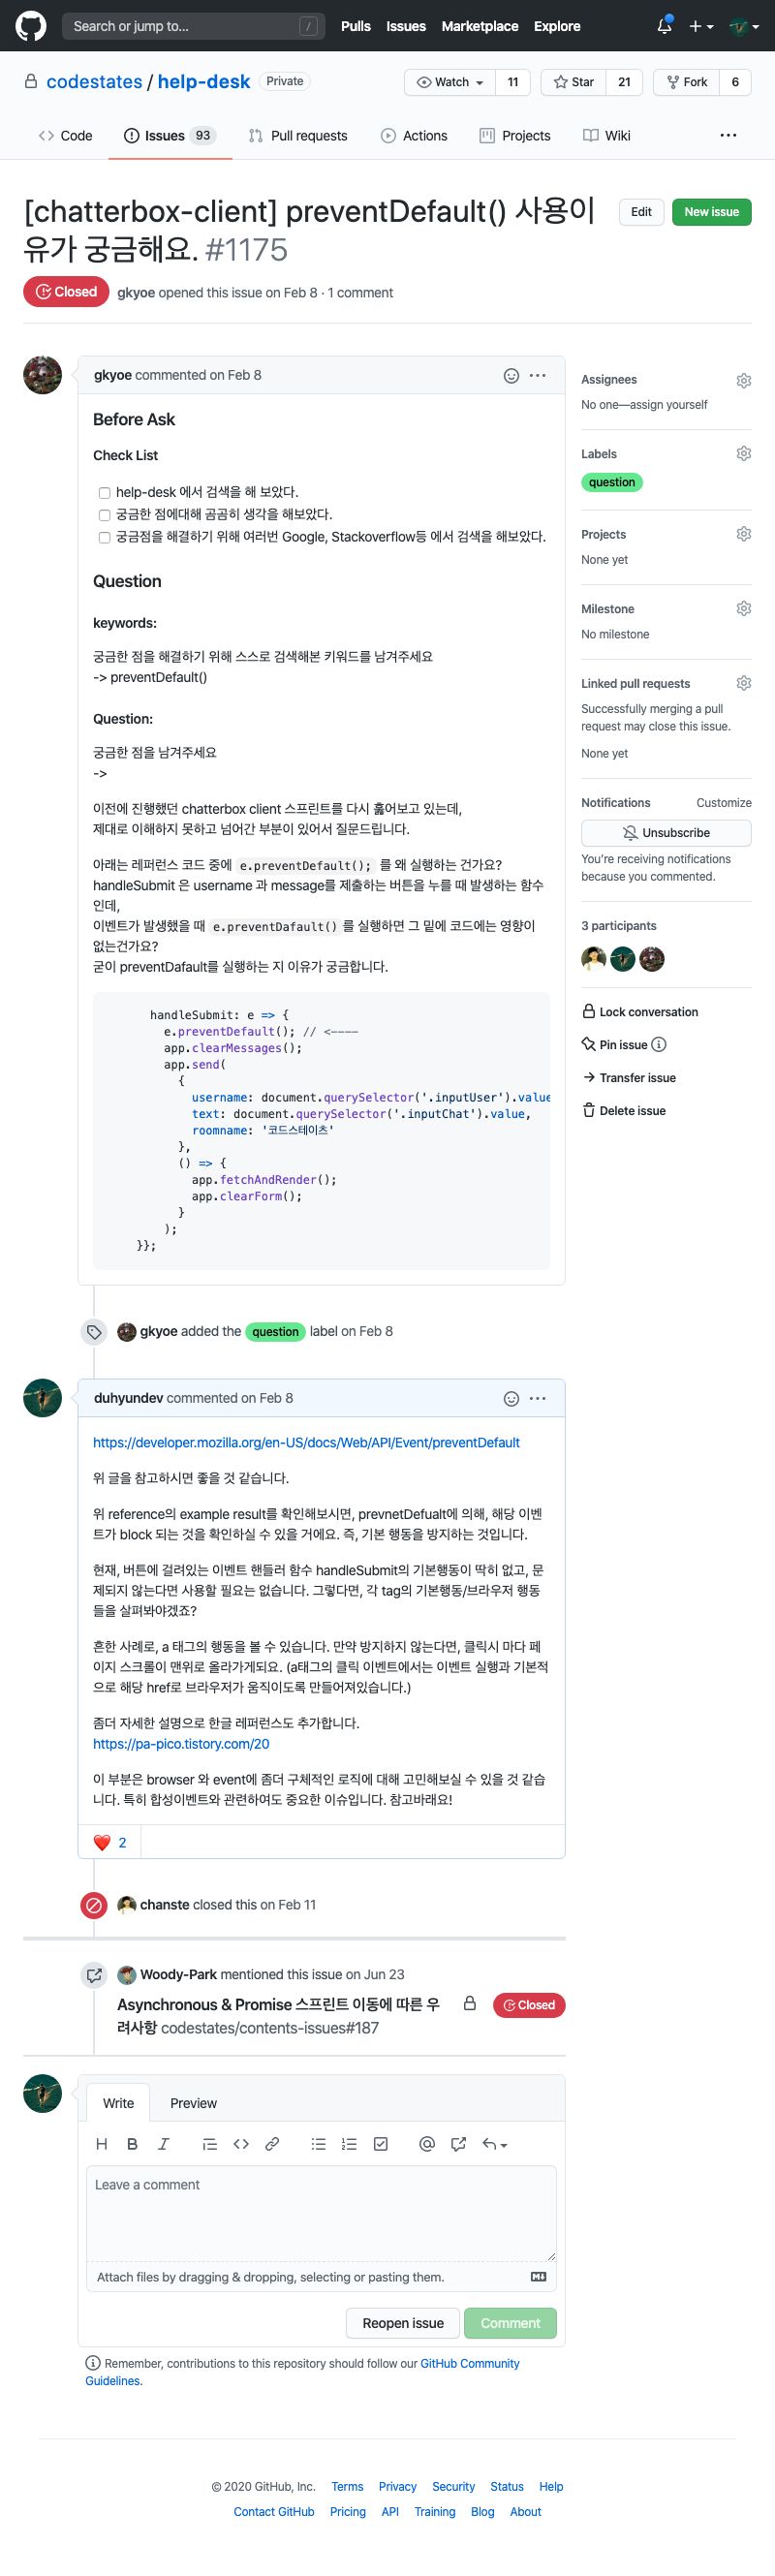 Search or jump to...
/
Pulls
Issues
Marketplace
Explore
codestates / help-desk
Private
Watch
11
Star
21
Fork
6
Code
Issues 93
Pull requests
Actions
Projects
Wiki
[chatterbox-client] preventDefault() 사용이
유가 궁금해요. #1175
Edit
New issue
Closed
gkyoe opened this issue on Feb 8 · 1 comment
gkyoe commented on Feb 8
Before Ask
Check List
help-desk 에서 검색을 해 보았다.
궁금한 점에대해 곰곰히 생각을 해보았다.
궁금점을 해결하기 위해 여러번 Google, Stackoverflow등 에서 검색을 해보았다.
Question
keywords:
궁금한 점을 해결하기 위해 스스로 검색해본 키워드를 남겨주세요
-> preventDefault()
Question:
궁금한 점을 남겨주세요
->
이전에 진행했던 chatterbox client 스프린트를 다시 훑어보고 있는데,
제대로 이해하지 못하고 넘어간 부분이 있어서 질문드립니다.
아래는 레퍼런스 코드 중에 e.preventDefault(); 를 왜 실행하는 건가요?
handleSubmit 은 username 과 message를 제출하는 버튼을 누를 때 발생하는 함수
인데,
이벤트가 발생했을 때 e.preventDafault() 를 실행하면 그 밑에 코드에는 영향이
없는건가요?
굳이 preventDafault를 실행하는 지 이유가 궁금합니다.
handleSubmit: e => {
e.preventDefault(); // <----
app.clearMessages();
app.send(
{
username: document.querySelector('.inputUser').value
text: document.querySelector('.inputChat').value,
roomname: '코드스테이츠'
},
() => {
app.fetchAndRender();
app.clearForm();
}
);
}};
gkyoe added the question label on Feb 8
duhyundev commented on Feb 8
https://developer.mozilla.org/en-US/docs/Web/API/Event/preventDefault
위 글을 참고하시면 좋을 것 같습니다.
위 reference의 example result를 확인해보시면, prevnetDefualt에 의해, 해당 이벤
트가 block 되는 것을 확인하실 수 있을 거에요. 즉, 기본 행동을 방지하는 것입니다.
현재, 버튼에 걸려있는 이벤트 핸들러 함수 handleSubmit의 기본행동이 딱히 없고, 문
제되지 않는다면 사용할 필요는 없습니다. 그렇다면, 각 tag의 기본행동/브라우저 행동
들을 살펴봐야겠죠?
흔한 사례로, a 태그의 행동을 볼 수 있습니다. 만약 방지하지 않는다면, 클릭시 마다 페
이지 스크롤이 맨위로 올라가게되요. (a태그의 클릭 이벤트에서는 이벤트 실행과 기본적
으로 해당 href로 브라우저가 움직이도록 만들어져있습니다.)
좀더 자세한 설명으로 한글 레퍼런스도 추가합니다.
https://pa-pico.tistory.com/20
이 부분은 browser 와 event에 좀더 구체적인 로직에 대해 고민해보실 수 있을 것 같습
니다. 특히 합성이벤트와 관련하여도 중요한 이슈입니다. 참고바래요!
❤️ 2
chanste closed this on Feb 11
Woody-Park mentioned this issue on Jun 23
Asynchronous & Promise 스프린트 이동에 따른 우
려사항 codestates/contents-issues#187
Closed
Write
Preview
Leave a comment
Attach files by dragging & dropping, selecting or pasting them.
Reopen issue
Comment
Remember, contributions to this repository should follow our GitHub Community
Guidelines.
Assignees
No one—assign yourself
Labels
question
Projects
None yet
Milestone
No milestone
Linked pull requests
Successfully merging a pull
request may close this issue.
None yet
Notifications
Customize
Unsubscribe
You're receiving notifications
because you commented.
3 participants
Lock conversation
Pin issue
Transfer issue
Delete issue
© 2020 GitHub, Inc.
Terms
Privacy
Security
Status
Help
Contact GitHub
Pricing
API
Training
Blog
About